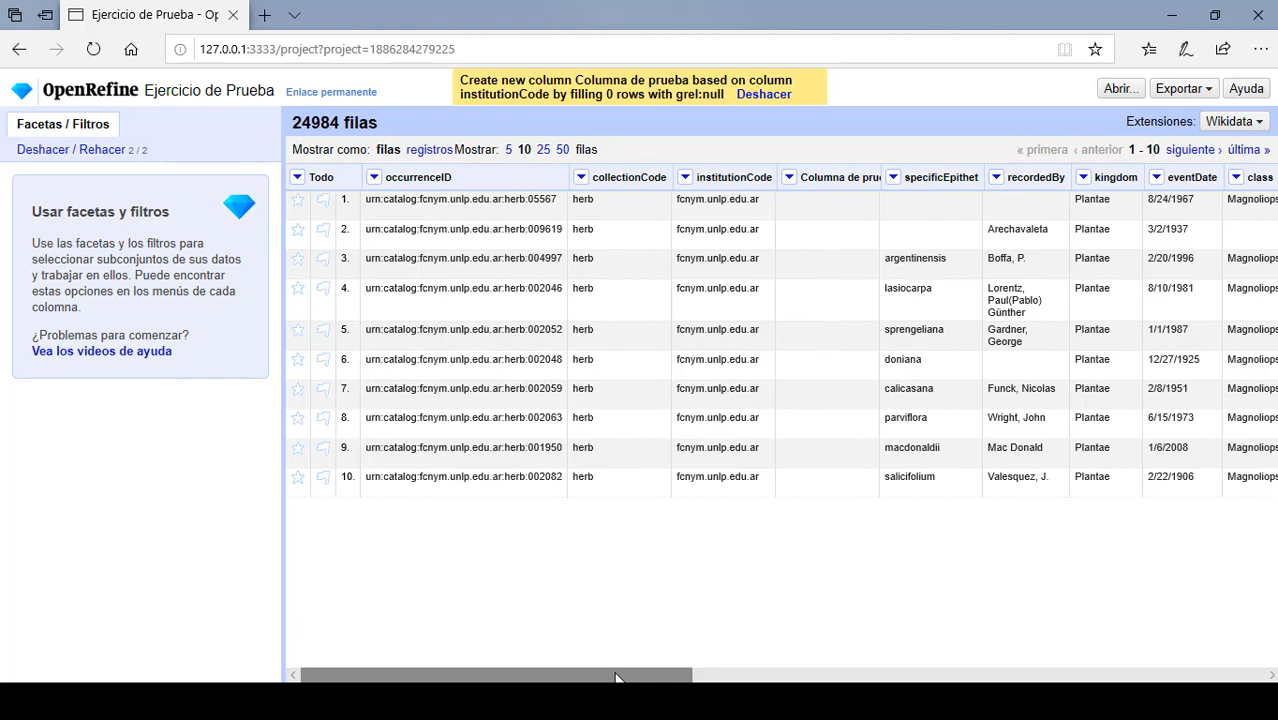 Ejercicio de Prueba - Op
127.0.0.1:3333/project?project=1886284279225
OpenRefine Ejercicio de Prueba Enlace permanente
Create new column Columna de prueba based on column
institutionCode by filling 0 rows with grel:null Deshacer
Abrir... Exportar Ayuda
Facetas / Filtros
Deshacer / Rehacer 2 / 2
Usar facetas y filtros
Use las facetas y los filtros para
seleccionar subconjuntos de sus datos
y trabajar en ellos. Puede encontrar
estas opciones en los menús de cada
colomna.
¿Problemas para comenzar?
Vea los videos de ayuda
24984 filas
Extensiones: Wikidata
Mostrar como: filas registros Mostrar: 5 10 25 50 filas
« primera ‹ anterior 1 - 10 siguiente › última »
Todo occurrenceID collectionCode institutionCode Columna de prue specificEpithet recordedBy kingdom eventDate class
1. urn:catalog:fcnym.unlp.edu.ar:herb:05567 herb fcnym.unlp.edu.ar Plantae 8/24/1967 Magnoliops
2. urn:catalog:fcnym.unlp.edu.ar:herb:009619 herb fcnym.unlp.edu.ar Arechavaleta Plantae 3/2/1937
3. urn:catalog:fcnym.unlp.edu.ar:herb:004997 herb fcnym.unlp.edu.ar argentinensis Boffa, P. Plantae 2/20/1996 Magnoliops
4. urn:catalog:fcnym.unlp.edu.ar:herb:002046 herb fcnym.unlp.edu.ar lasiocarpa Lorentz, Plantae 8/10/1981 Magnoliops
Paul(Pablo)
Günther
5. urn:catalog:fcnym.unlp.edu.ar:herb:002052 herb fcnym.unlp.edu.ar sprengeliana Gardner, Plantae 1/1/1987 Magnoliops
George
6. urn:catalog:fcnym.unlp.edu.ar:herb:002048 herb fcnym.unlp.edu.ar doniana Plantae 12/27/1925 Magnoliops
7. urn:catalog:fcnym.unlp.edu.ar:herb:002059 herb fcnym.unlp.edu.ar calicasana Funck, Nicolas Plantae 2/8/1951 Magnoliops
8. urn:catalog:fcnym.unlp.edu.ar:herb:002063 herb fcnym.unlp.edu.ar parviflora Wright, John Plantae 6/15/1973 Magnoliops
9. urn:catalog:fcnym.unlp.edu.ar:herb:001950 herb fcnym.unlp.edu.ar macdonaldii Mac Donald Plantae 1/6/2008 Magnoliops
10. urn:catalog:fcnym.unlp.edu.ar:herb:002082 herb fcnym.unlp.edu.ar salicifolium Valesquez, J. Plantae 2/22/1906 Magnoliops